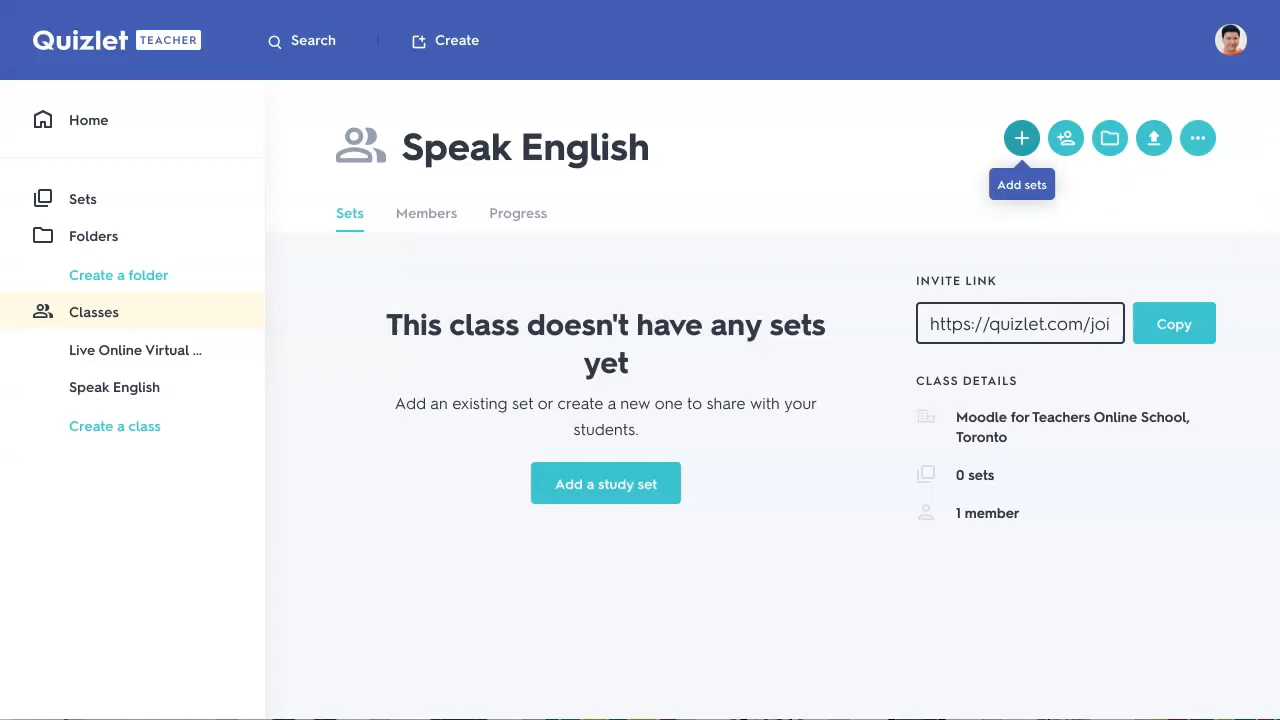 Quizlet TEACHER
Search
Create
Home
Sets
Folders
Create a folder
Classes
Live Online Virtual ...
Speak English
Create a class
Speak English
Add sets
Sets
Members
Progress
This class doesn't have any sets
yet
Add an existing set or create a new one to share with your
students.
Add a study set
INVITE LINK
https://quizlet.com/joi
Copy
CLASS DETAILS
Moodle for Teachers Online School,
Toronto
0 sets
1 member